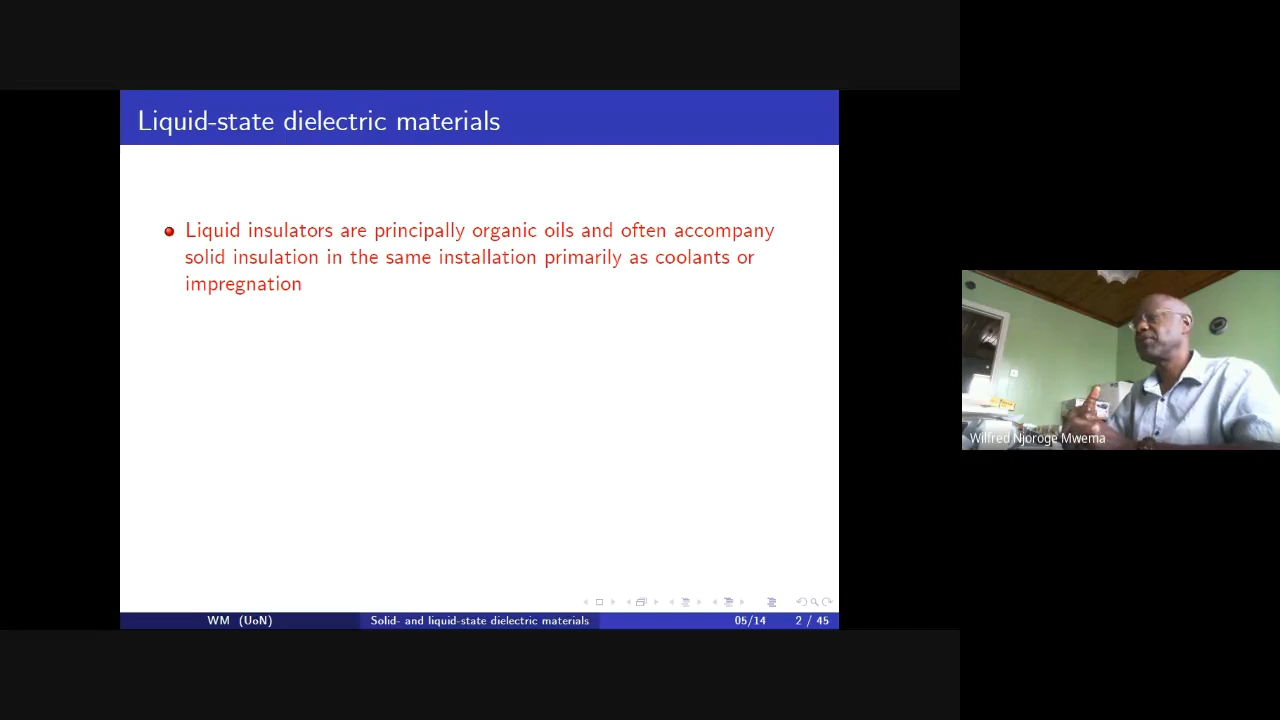 Liquid-state dielectric materials
Liquid insulators are principally organic oils and often accompany
solid insulation in the same installation primarily as coolants or
impregnation
WM (UoN)
Solid- and liquid-state dielectric materials
05/14
2 / 45
Wilfred Njoroge Mwema